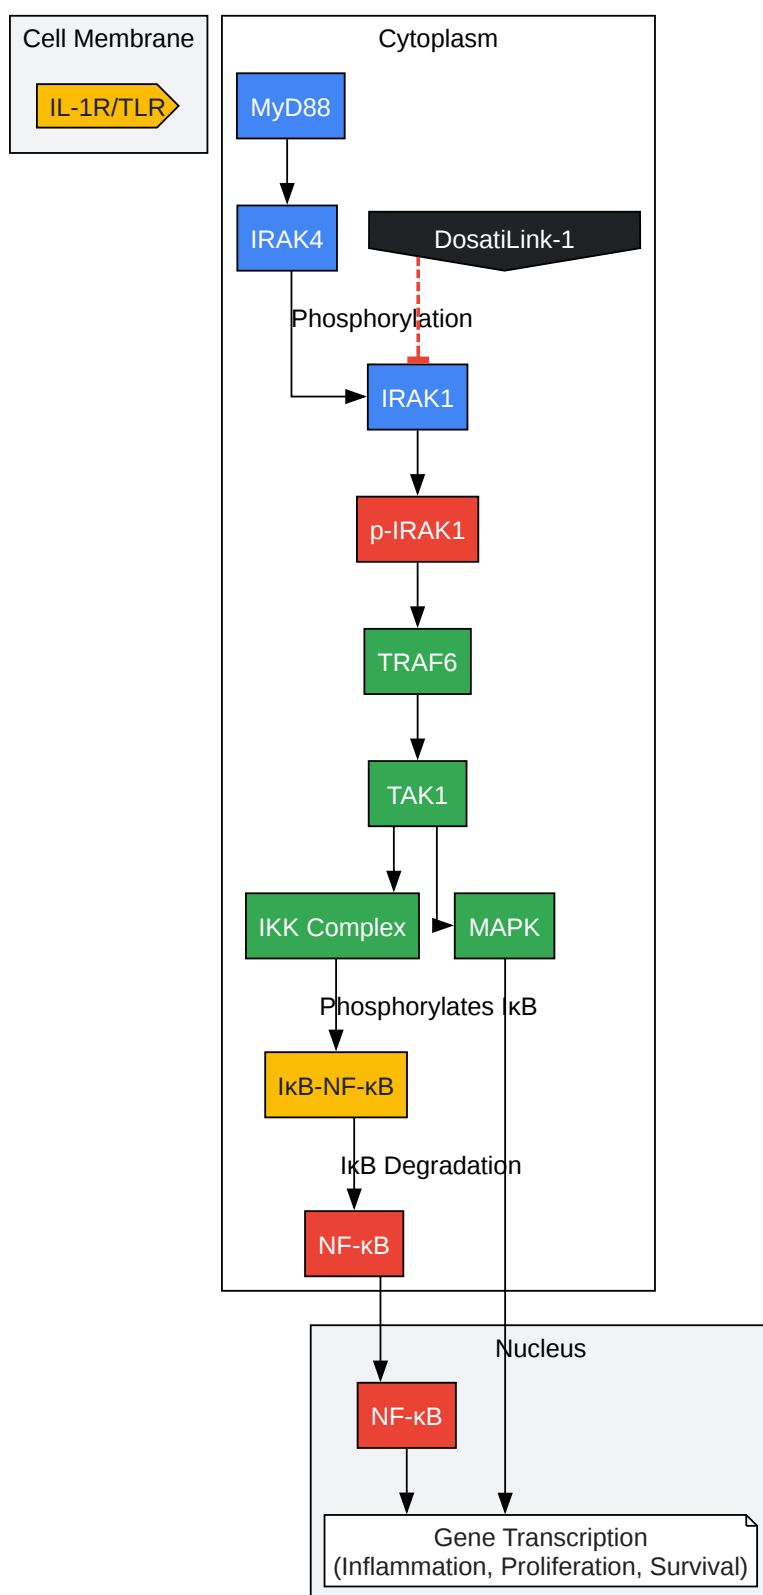 Cell Membrane
IL-1R/TLR
Cytoplasm
MyD88
IRAK4
DosatiLink-1
Phosphorylation
IRAK1
p-IRAK1
TRAF6
TAK1
IKK Complex
MAPK
Phosphorylates IκB
IκB-NF-κB
IκB Degradation
NF-κB
Nucleus
NF-κB
Gene Transcription
(Inflammation, Proliferation, Survival)